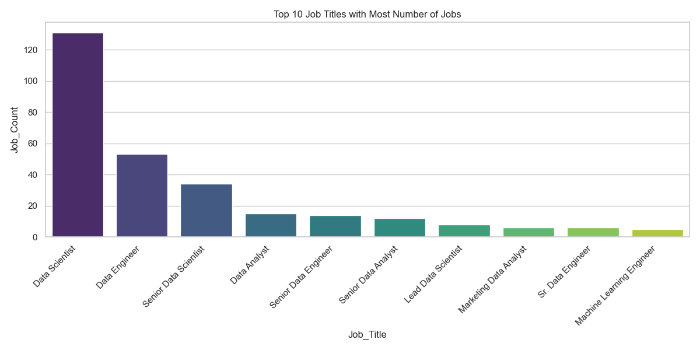 Top 10 Job Titles with Most Number of Jobs
Job_Count
120
100
80
60
40
20
0
Data Scientist
Data Engineer
Senior Data Scientist
Data Analyst
Senior Data Engineer
Senior Data Analyst
Lead Data Scientist
Marketing Data Analyst
Sr. Data Engineer
Machine Learning Engineer
Job_Title